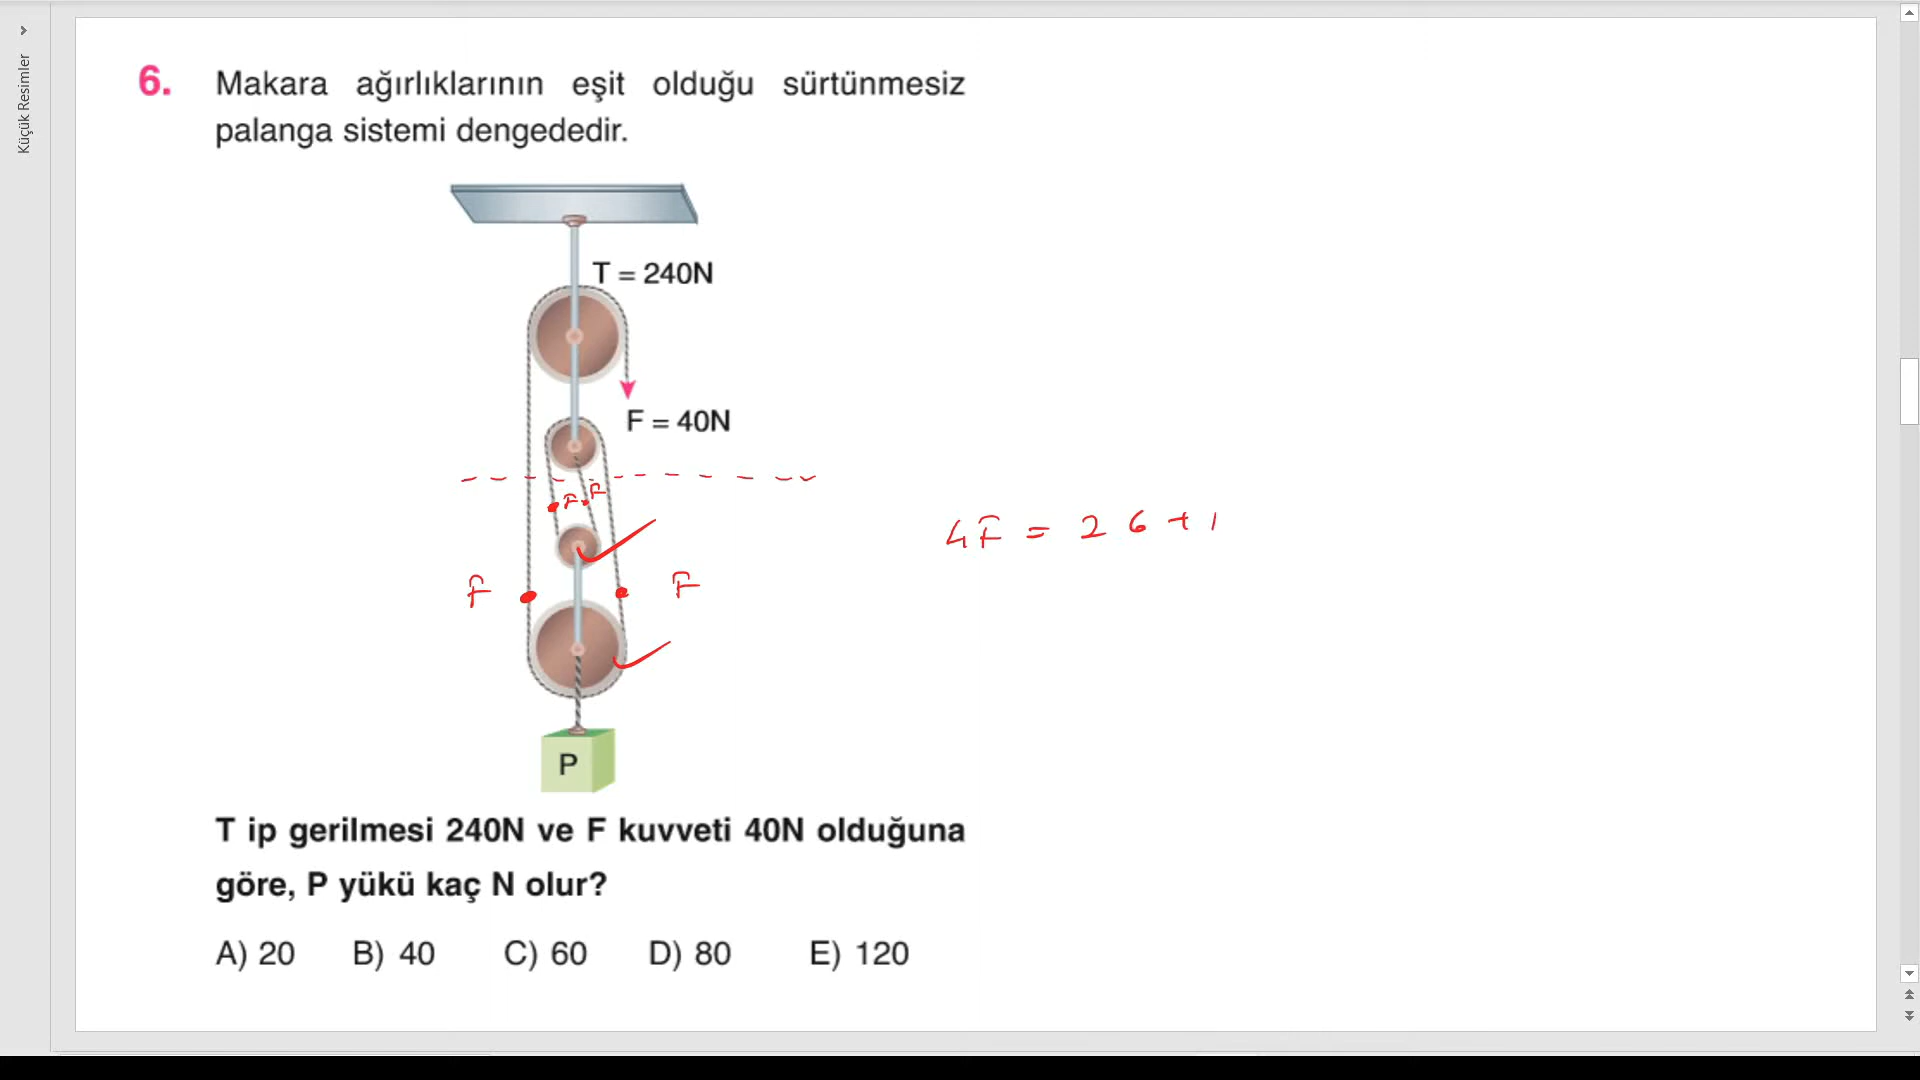 Küçük Resimler
6. Makara ağırlıklarının eşit olduğu sürtünmesiz
palanga sistemi dengededir.
T = 240N
F = 40N
F F
4F = 2G + 1
F F
P
T ip gerilmesi 240N ve F kuvveti 40N olduğuna
göre, P yükü kaç N olur?
A) 20 B) 40 C) 60 D) 80 E) 120